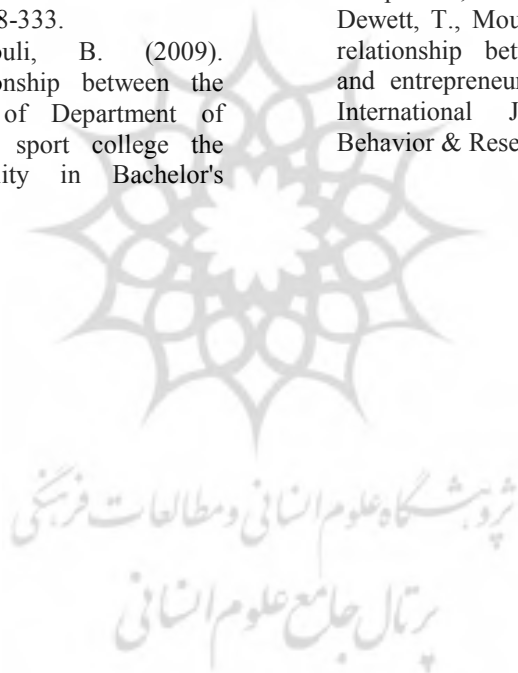 8-333.
ouli, B. (2009).
onship between the
of Department of
sport college the
lity in Bachelor's
Dewett, T., Mou
relationship bet
and entrepreneur
International J
Behavior & Rese
پژوهشگاه علوم انسانی و مطالعات فرهنگی
پرتال جامع علوم انسانی